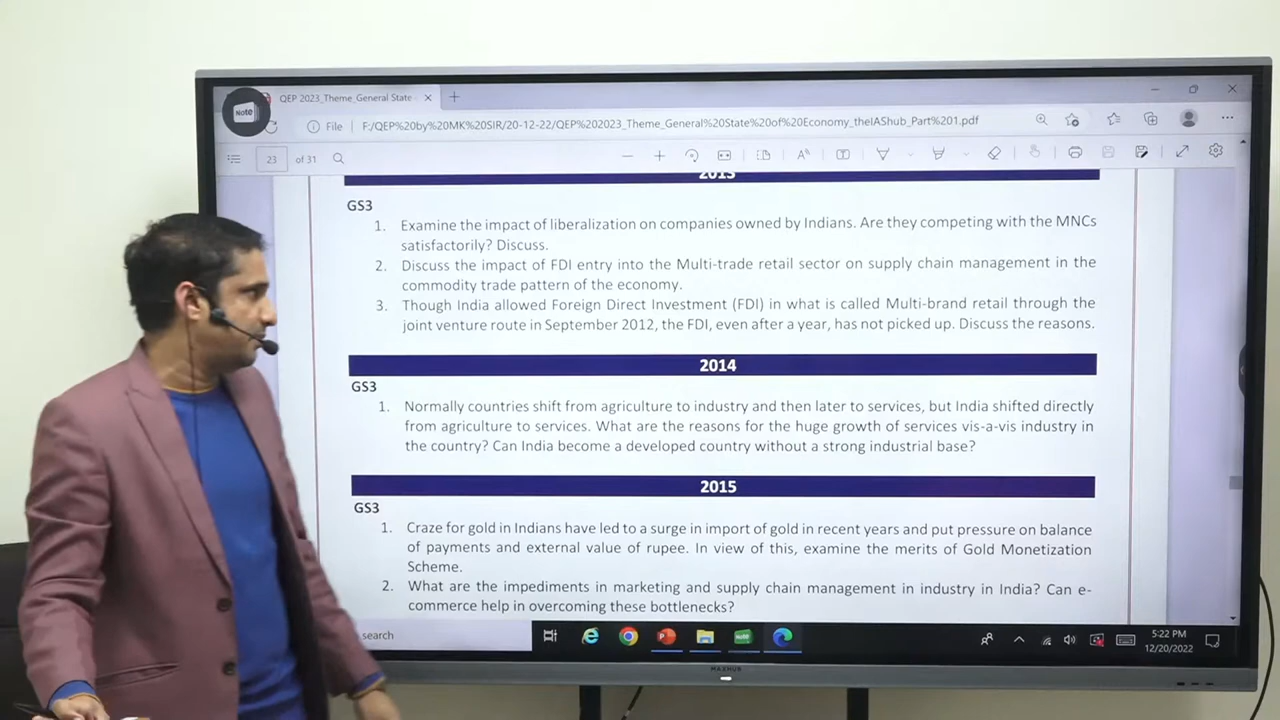 QEP 2023_Theme_General State
Note
File F:/QEP%20by%20MK%20SIR/20-12-22/QEP%202023_Theme_General%20State%20of%20Economy_theIAShub_Part%201.pdf
23 of 31
2013
GS3
1. Examine the impact of liberalization on companies owned by Indians. Are they competing with the MNCs
satisfactorily? Discuss.
2. Discuss the impact of FDI entry into the Multi-trade retail sector on supply chain management in the
commodity trade pattern of the economy.
3. Though India allowed Foreign Direct Investment (FDI) in what is called Multi-brand retail through the
joint venture route in September 2012, the FDI, even after a year, has not picked up. Discuss the reasons.
2014
GS3
1. Normally countries shift from agriculture to industry and then later to services, but India shifted directly
from agriculture to services. What are the reasons for the huge growth of services vis-a-vis industry in
the country? Can India become a developed country without a strong industrial base?
2015
GS3
1. Craze for gold in Indians have led to a surge in import of gold in recent years and put pressure on balance
of payments and external value of rupee. In view of this, examine the merits of Gold Monetization
Scheme.
2. What are the impediments in marketing and supply chain management in industry in India? Can e-
commerce help in overcoming these bottlenecks?
search
5:22 PM
12/20/2022
MAXHUB